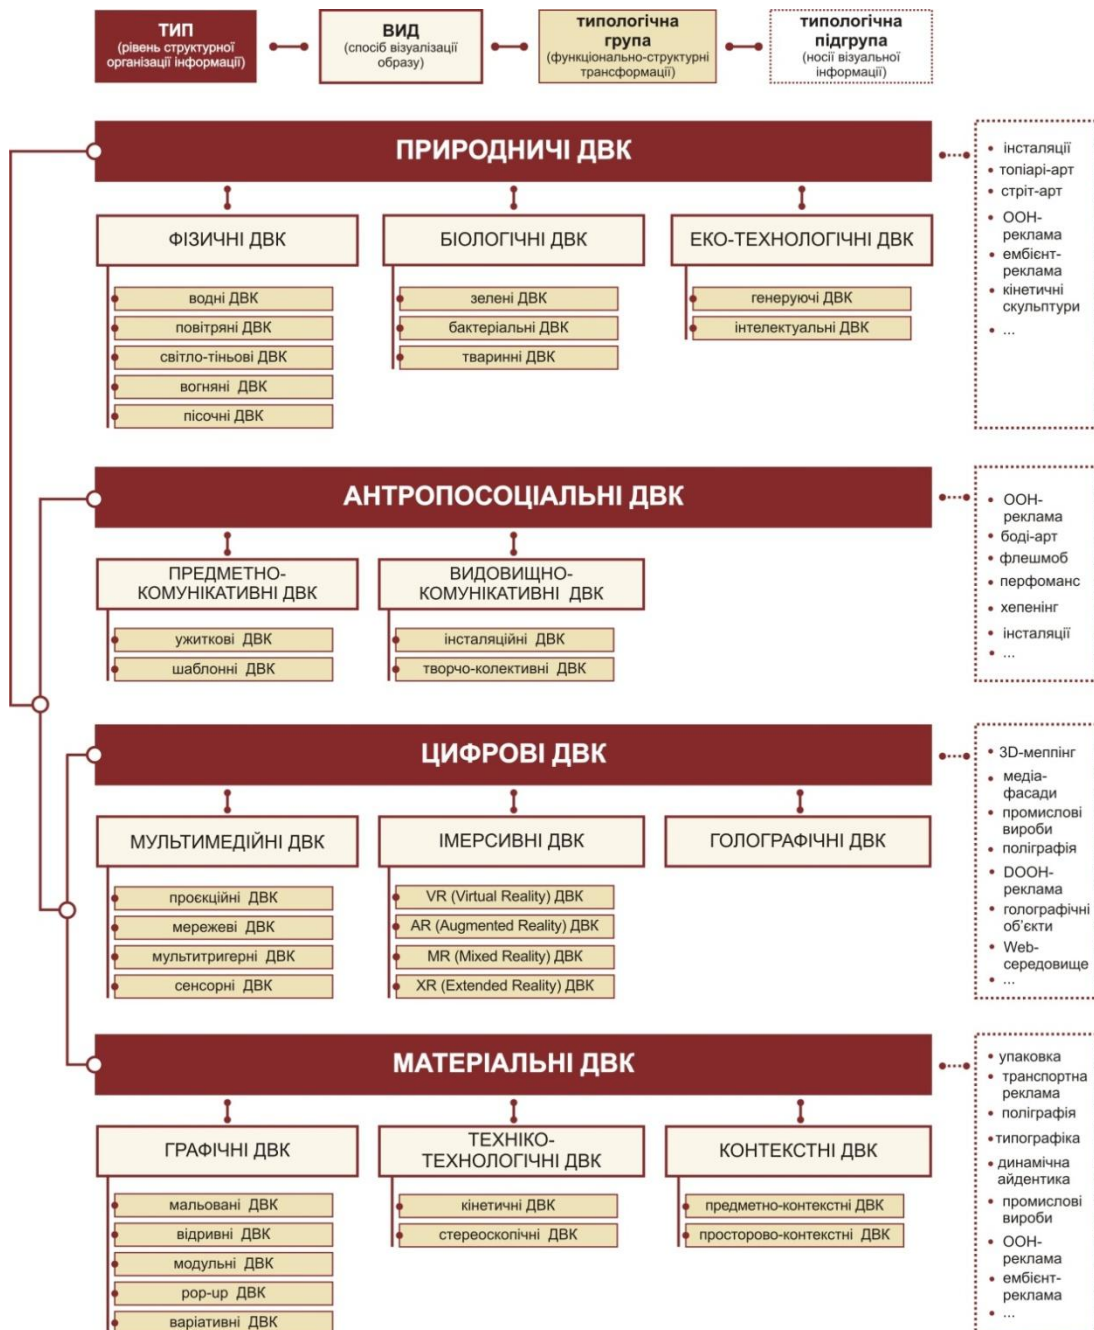 ТИП
(рівень структурної
організації інформації)
ВИД
(спосіб візуалізації
образу)
типологічна
група
(функціонально-структурні
трансформації)
типологічна
підгрупа
(носії візуальної
інформації)
ПРИРОДНИЧІ ДВК
ФІЗИЧНІ ДВК
водні ДВК
повітряні ДВК
світло-тіньові ДВК
вогняні ДВК
пісочні ДВК
БІОЛОГІЧНІ ДВК
зелені ДВК
бактеріальні ДВК
тваринні ДВК
ЕКО-ТЕХНОЛОГІЧНІ ДВК
генеруючі ДВК
інтелектуальні ДВК
• інсталяції
• топіарі-арт
• стріт-арт
• ООН-
реклама
• ембієнт-
реклама
• кінетичні
скульптури
• ...
АНТРОПОСОЦІАЛЬНІ ДВК
ПРЕДМЕТНО-
КОМУНІКАТИВНІ ДВК
ужиткові ДВК
шаблонні ДВК
ВИДОВИЩНО-
КОМУНІКАТИВНІ ДВК
інсталяційні ДВК
творчо-колективні ДВК
• ООН-
реклама
• боді-арт
• флешмоб
• перфоманс
• хепенінг
• інсталяції
• ...
ЦИФРОВІ ДВК
МУЛЬТИМЕДІЙНІ ДВК
проєкційні ДВК
мережеві ДВК
мультитригерні ДВК
сенсорні ДВК
ІМЕРСИВНІ ДВК
VR (Virtual Reality) ДВК
AR (Augmented Reality) ДВК
MR (Mixed Reality) ДВК
XR (Extended Reality) ДВК
ГОЛОГРАФІЧНІ ДВК
• 3D-меппінг
• медіа-
фасади
• промислові
вироби
• поліграфія
• DOOH-
реклама
• голографічні
об’єкти
• Web-
середовище
• ...
МАТЕРІАЛЬНІ ДВК
ГРАФІЧНІ ДВК
мальовані ДВК
відривні ДВК
модульні ДВК
pop-up ДВК
варіативні ДВК
ТЕХНІКО-
ТЕХНОЛОГІЧНІ ДВК
кінетичні ДВК
стереоскопічні ДВК
КОНТЕКСТНІ ДВК
предметно-контекстні ДВК
просторово-контекстні ДВК
• упаковка
• транспортна
реклама
• поліграфія
• типографіка
• динамічна
айдентика
• промислові
вироби
• ООН-
реклама
• ембієнт-
реклама
• ...